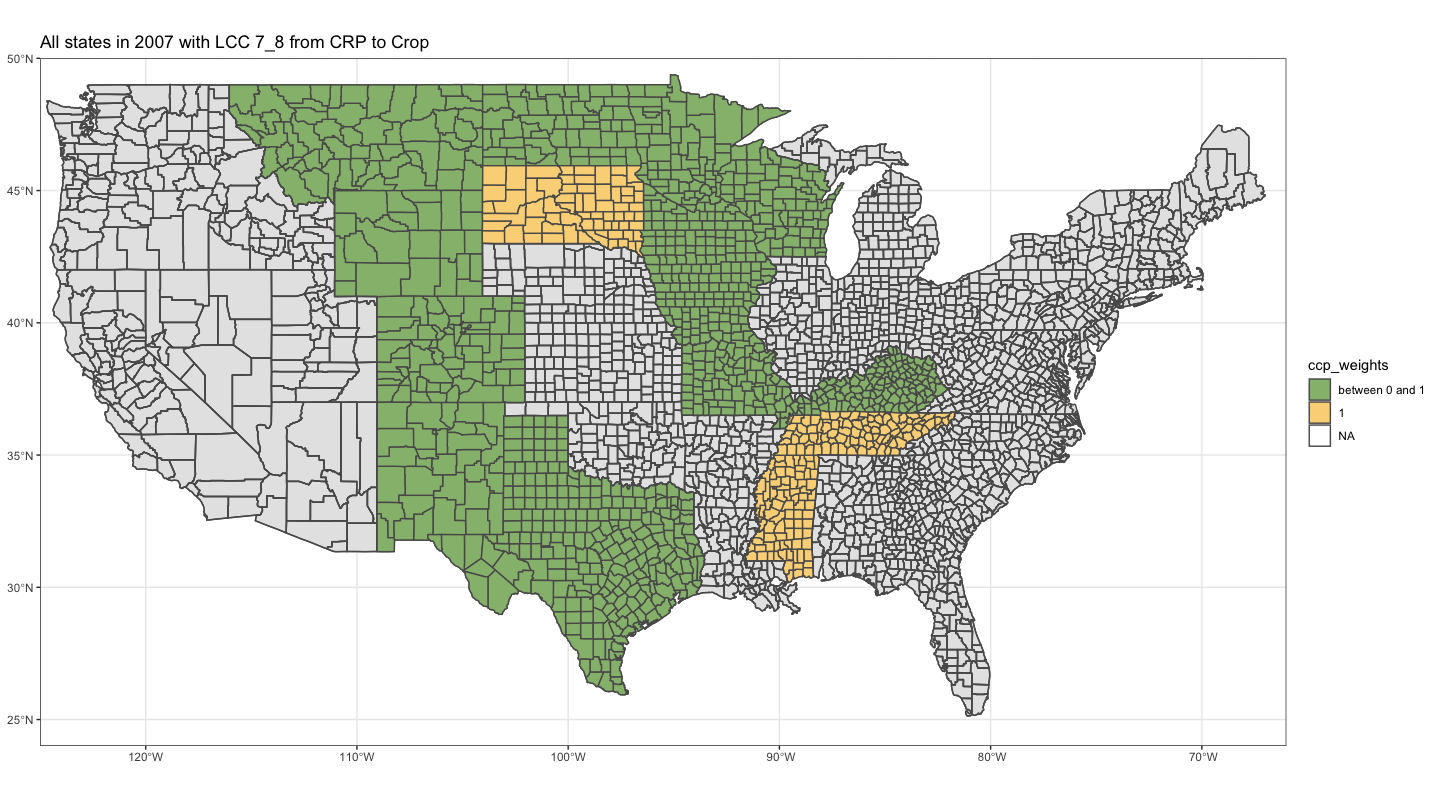 All states in 2007 with LCC 7_8 from CRP to Crop
50°N
45°N
40°N
35°N
30°N
25°N
120°W
110°W
100°W
90°W
80°W
70°W
ccp_weights
between 0 and 1
1
NA